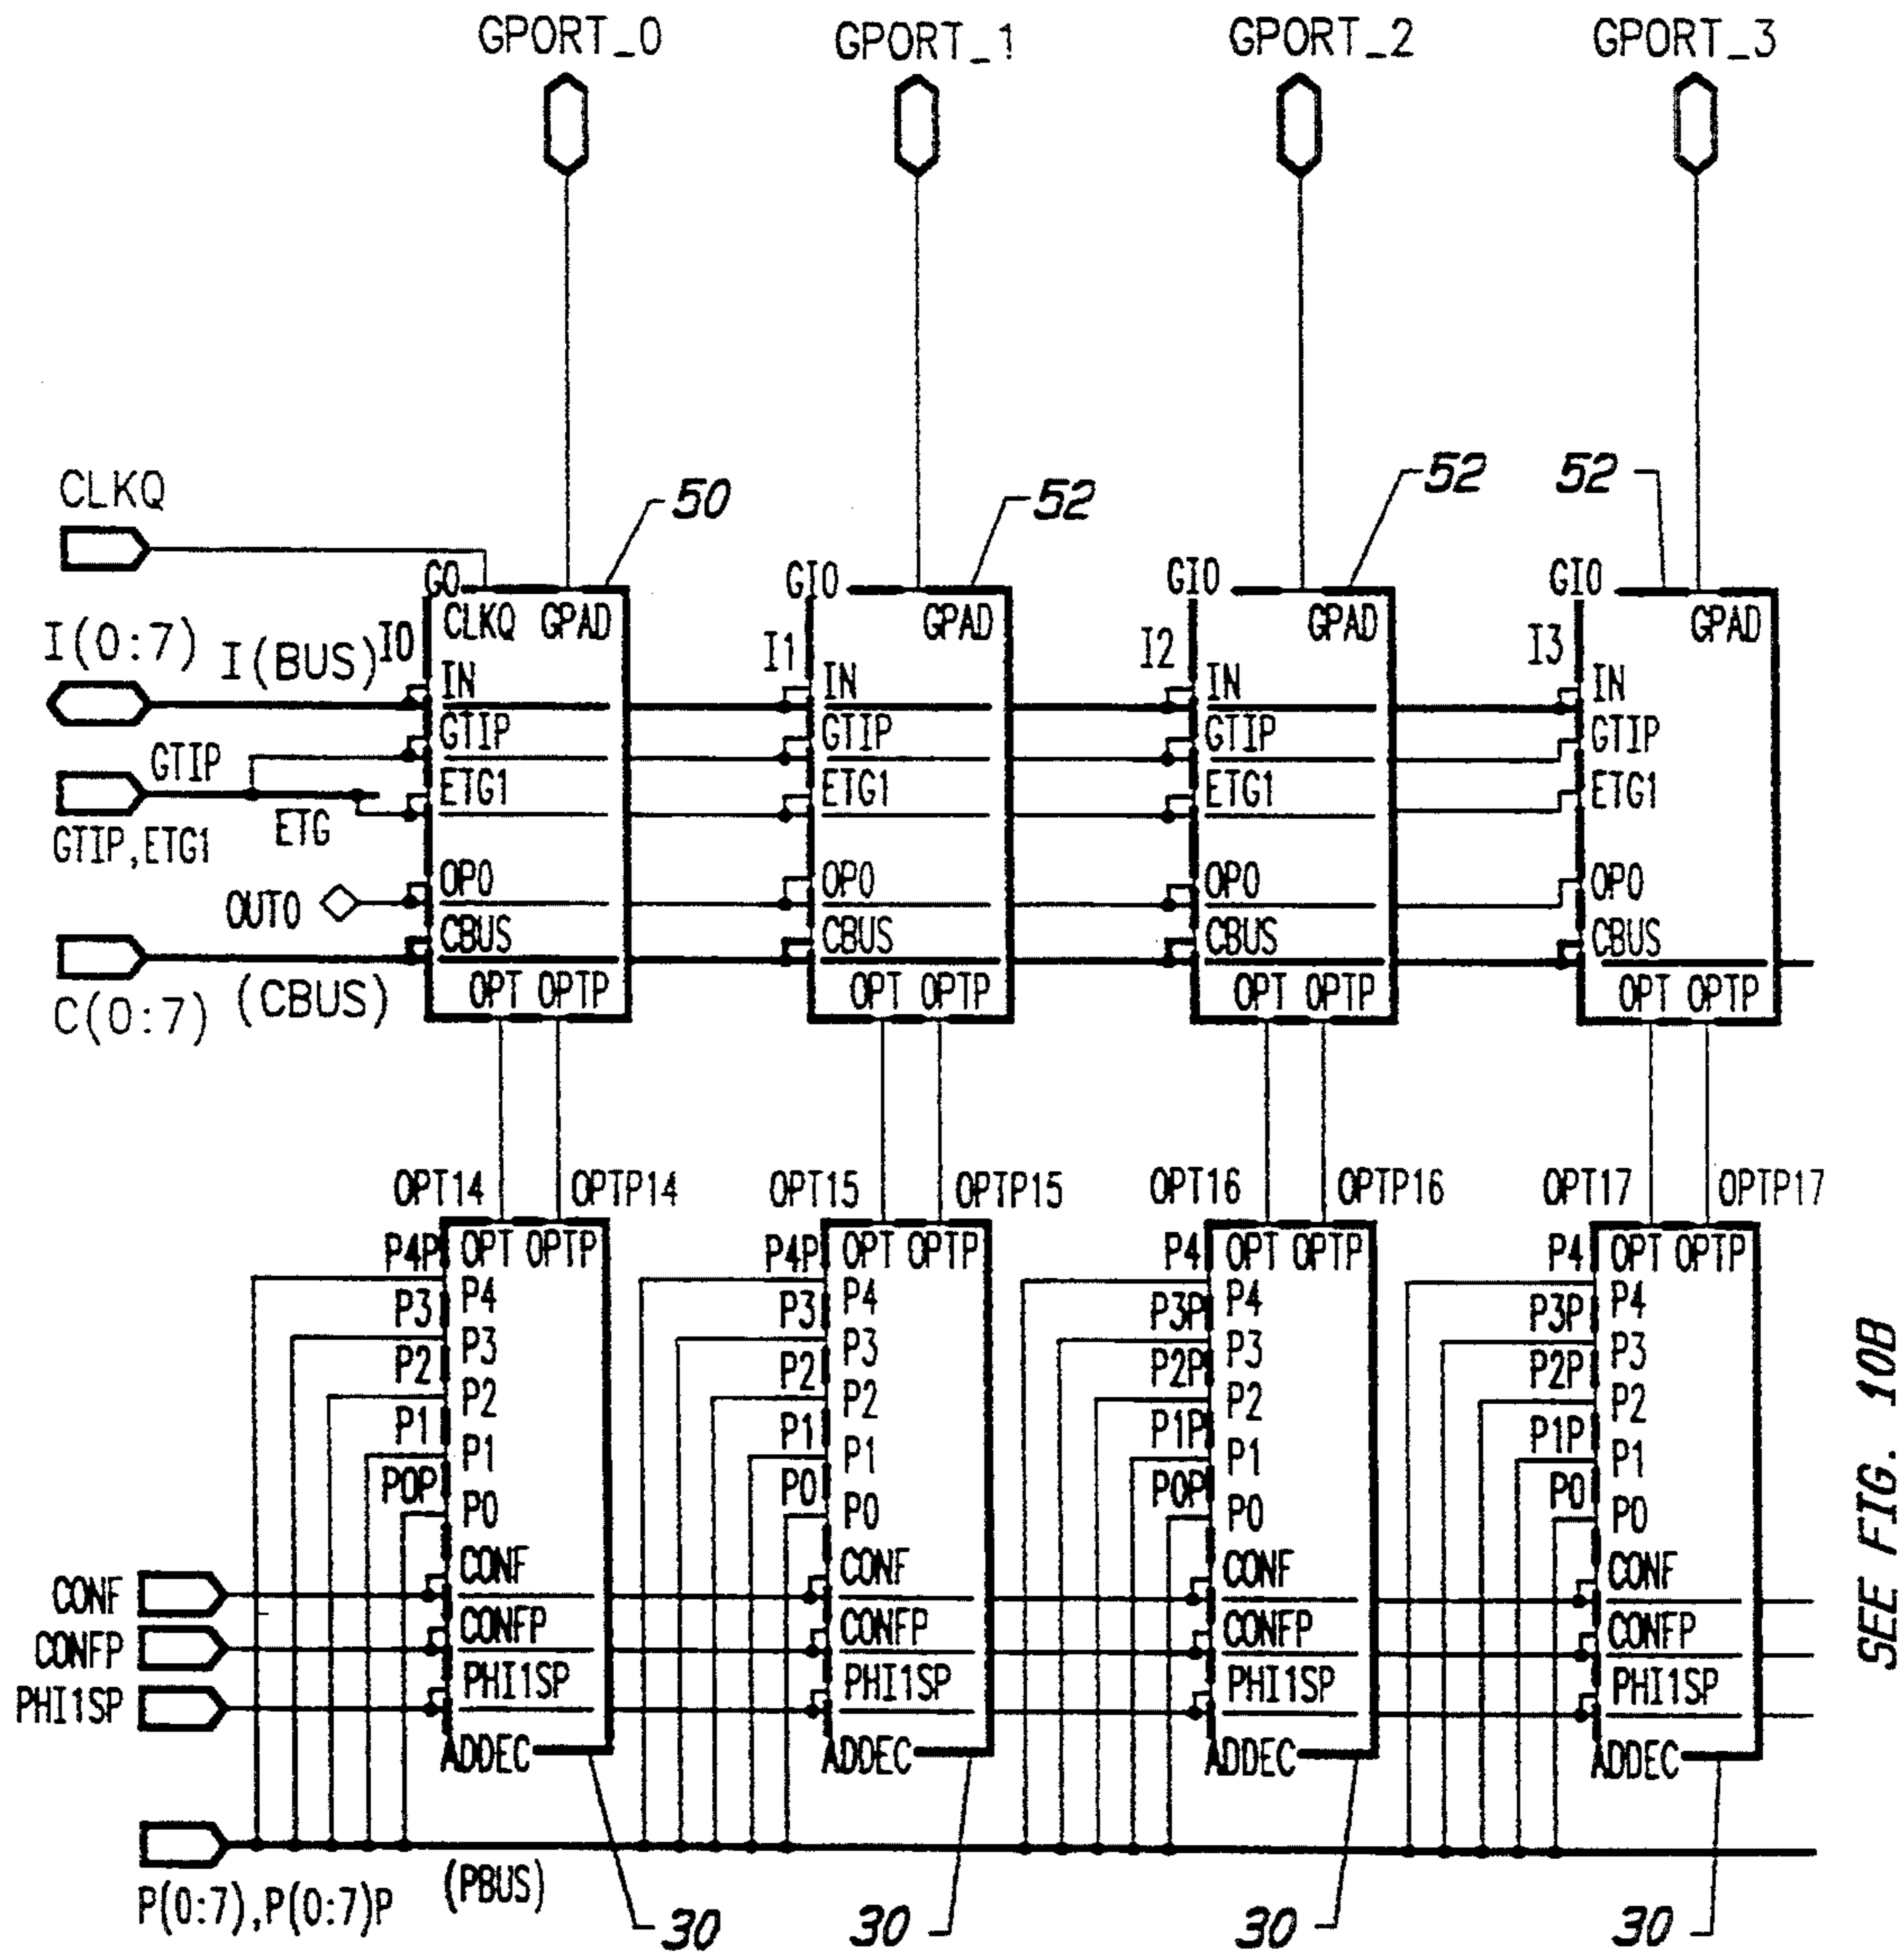 GPORT_0 GPORT_1 GPORT_2 GPORT_3
CLKQ 50 52 52 52
G0 GI0 GI0 GI0
CLKQ GPAD GPAD GPAD GPAD
I(0:7) I(BUS) I0 I1 I2 I3
IN IN IN IN
GTIP GTIP GTIP GTIP
GTIP
ETG1 ETG1 ETG1 ETG1
GTIP,ETG1 ETG
OP0 OP0 OP0 OP0
OUT0
CBUS CBUS CBUS CBUS
C(0:7) (CBUS)
OPT OPTP OPT OPTP OPT OPTP OPT OPTP
OPT14 OPTP14 OPT15 OPTP15 OPT16 OPTP16 OPT17 OPTP17
P4P OPT OPTP P4P OPT OPTP P4 OPT OPTP P4 OPT OPTP
P4 P4 P4 P4
P3 P3 P3P P3P
P3 P3 P3 P3
P2 P2 P2P P2P
P2 P2 P2 P2
P1 P1 P1P P1P
P1 P1 P1 P1
P0P P0 P0P P0
P0 P0 P0 P0
CONF CONF CONF CONF
CONF
CONFP CONFP CONFP CONFP
CONFP
PHI1SP PHI1SP PHI1SP PHI1SP
PHI1SP
ADDEC ADDEC ADDEC ADDEC
P(0:7),P(0:7)P (PBUS)
30 30 30 30
SEE FIG. 10B